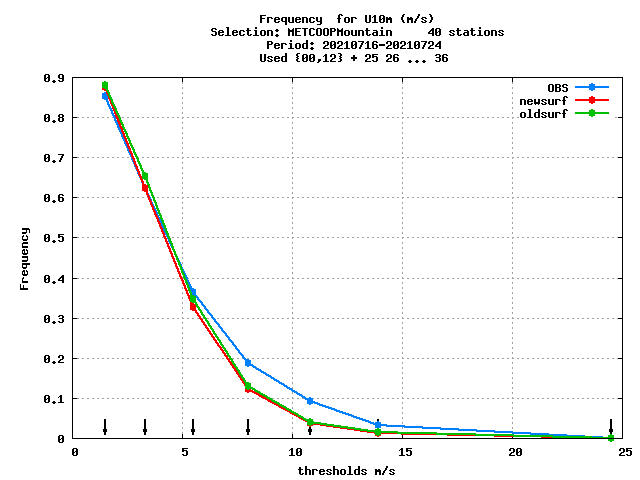 Frequency  for U10m (m/s)
Selection: METCOOPMountain     40 stations
Period: 20210716-20210724
Used {00,12} + 25 26 ... 36
OBS
newsurf
oldsurf
0.9
0.8
0.7
0.6
0.5
0.4
0.3
0.2
0.1
0
Frequency
0 5 10 15 20 25
thresholds m/s